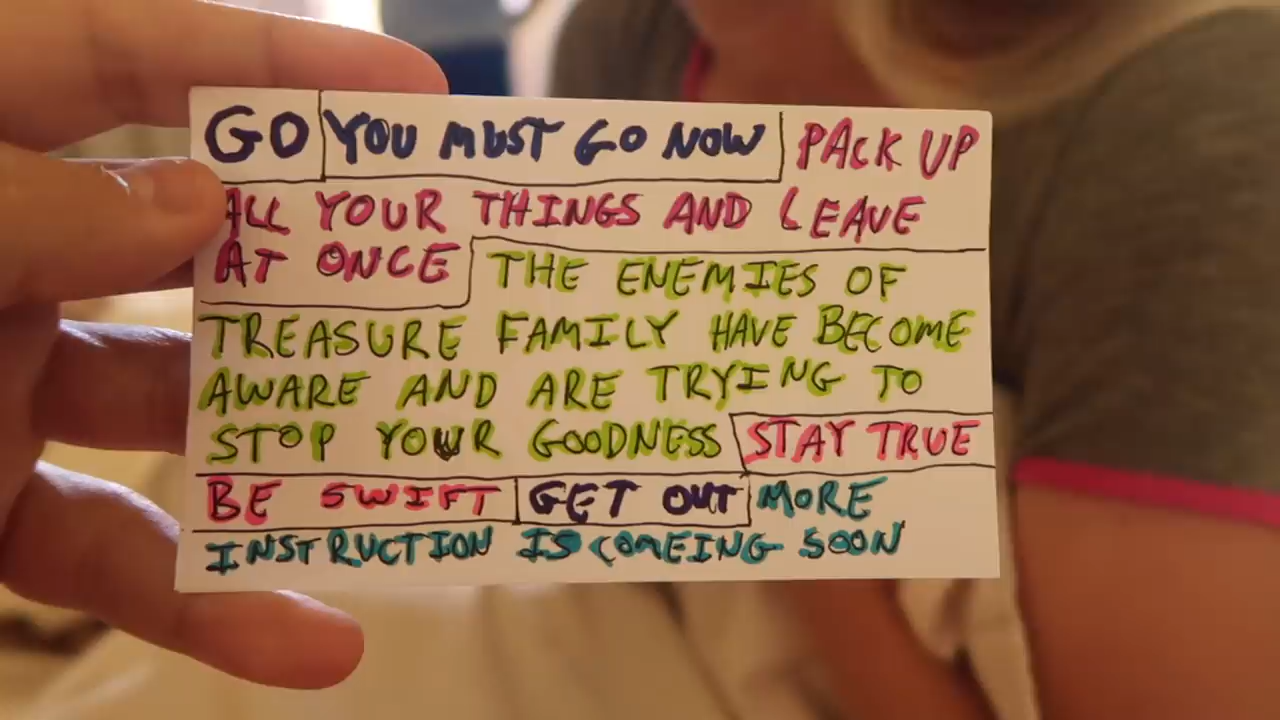 GO YOU MUST GO NOW PACK UP
ALL YOUR THINGS AND LEAVE
AT ONCE THE ENEMIES OF
TREASURE FAMILY HAVE BECOME
AWARE AND ARE TRYING TO
STOP YOUR GOODNESS STAY TRUE
BE SWIFT GET OUT MORE
INSTRUCTION IS COMEING SOON